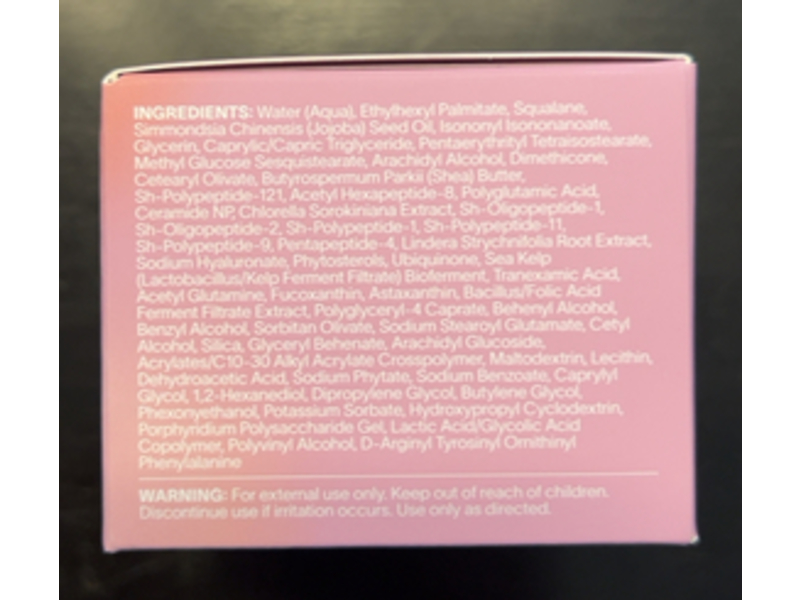 INGREDIENTS: Water (Aqua), Ethylhexyl Palmitate, Squalane,
Simmondsia Chinensis (Jojoba) Seed Oil, Isononyl Isononanoate,
Glycerin, Caprylic/Capric Triglyceride, Pentaerythrityl Tetraisostearate,
Methyl Glucose Sesquistearate, Arachidyl Alcohol, Dimethicone,
Cetearyl Olivate, Butyrospermum Parkii (Shea) Butter,
Sh-Polypeptide-121, Acetyl Hexapeptide-8, Polyglutamic Acid,
Ceramide NP, Chlorella Sorokiniana Extract, Sh-Oligopeptide-1,
Sh-Oligopeptide-2, Sh-Polypeptide-1, Sh-Polypeptide-11,
Sh-Polypeptide-9, Pentapeptide-4, Lindera Strychnifolia Root Extract,
Sodium Hyaluronate, Phytosterols, Ubiquinone, Sea Kelp
(Lactobacillus/Kelp Ferment Filtrate) Bioferment, Tranexamic Acid,
Acetyl Glutamine, Fucoxanthin, Astaxanthin, Bacillus/Folic Acid
Ferment Filtrate Extract, Polyglyceryl-4 Caprate, Behenyl Alcohol,
Benzyl Alcohol, Sorbitan Olivate, Sodium Stearoyl Glutamate, Cetyl
Alcohol, Silica, Glyceryl Behenate, Arachidyl Glucoside,
Acrylates/C10-30 Alkyl Acrylate Crosspolymer, Maltodextrin, Lecithin,
Dehydroacetic Acid, Sodium Phytate, Sodium Benzoate, Caprylyl
Glycol, 1,2-Hexanediol, Dipropylene Glycol, Butylene Glycol,
Phexonyethanol, Potassium Sorbate, Hydroxypropyl Cyclodextrin,
Porphyridium Polysaccharide Gel, Lactic Acid/Glycolic Acid
Copolymer, Polyvinyl Alcohol, D-Arginyl Tyrosinyl Ornithinyl
Phenylalanine
WARNING: For external use only. Keep out of reach of children.
Discontinue use if irritation occurs. Use only as directed.